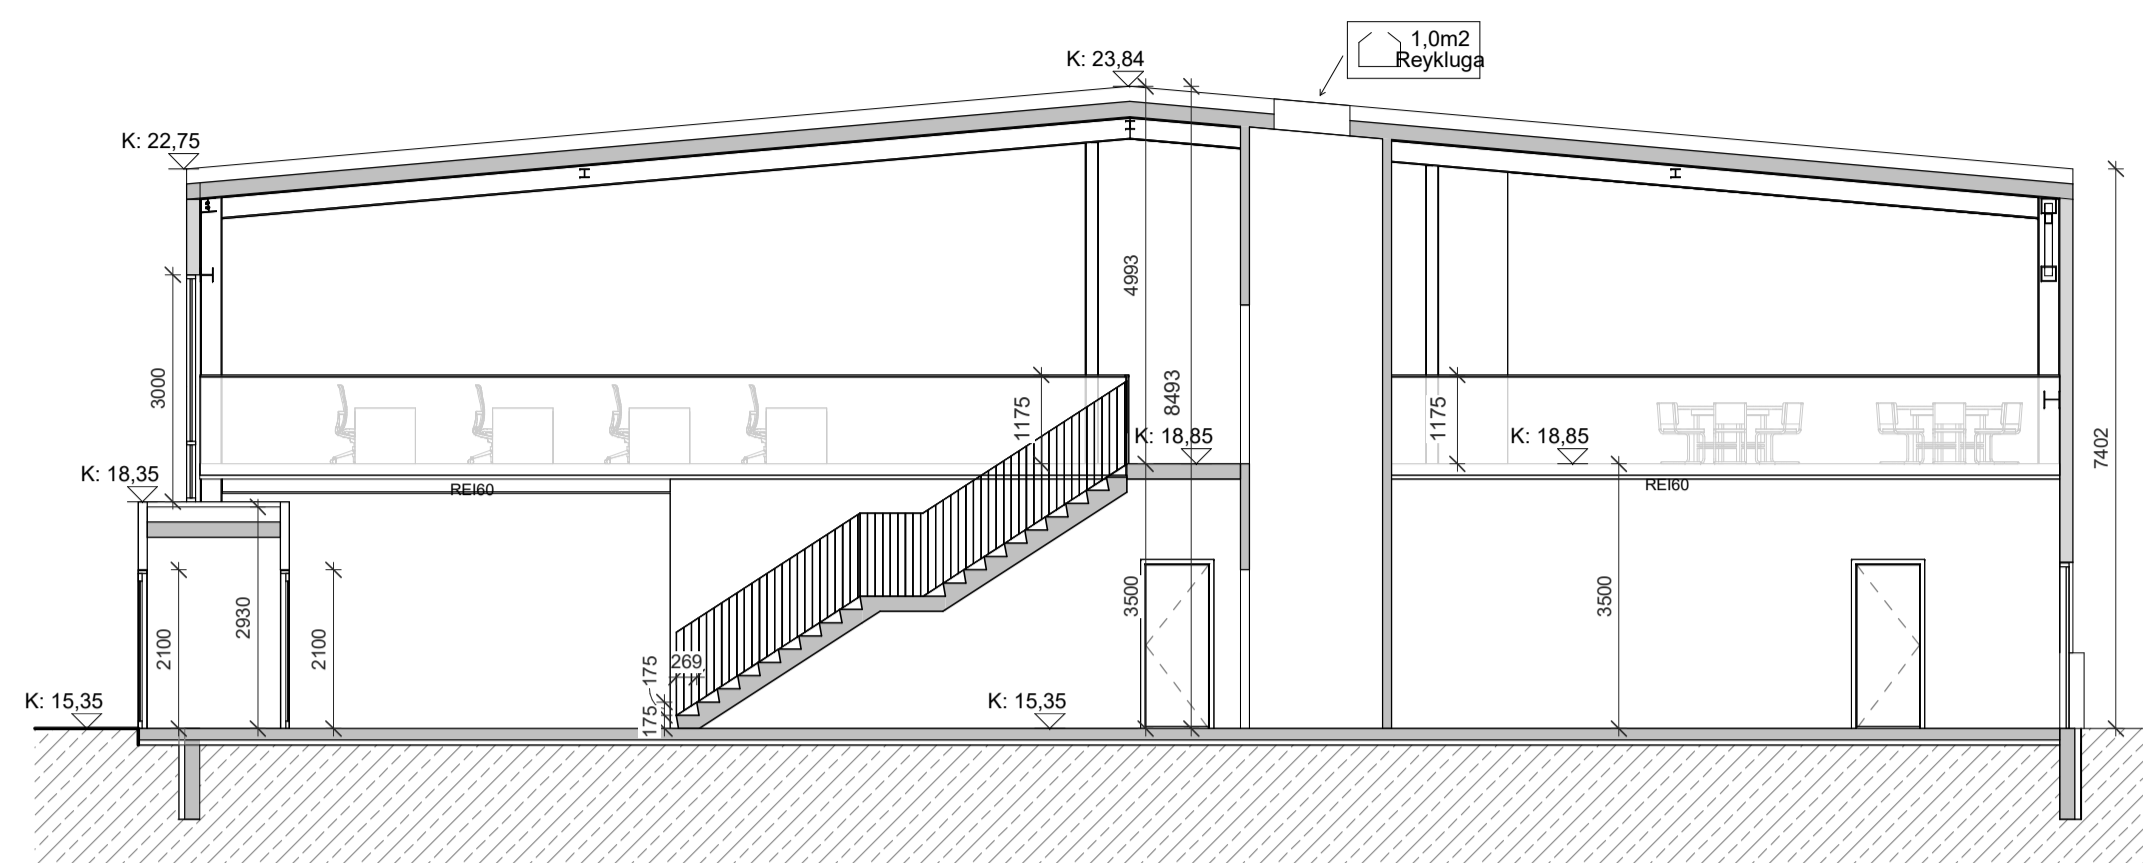 1,0m2
Reykluga
K: 23,84
K: 22,75
4993
3000
1175
8493
1175
K: 18,85
K: 18,85
7402
K: 18,35
REI60
REI60
2100
2930
2100
3500
3500
175
269
175
K: 15,35
K: 15,35